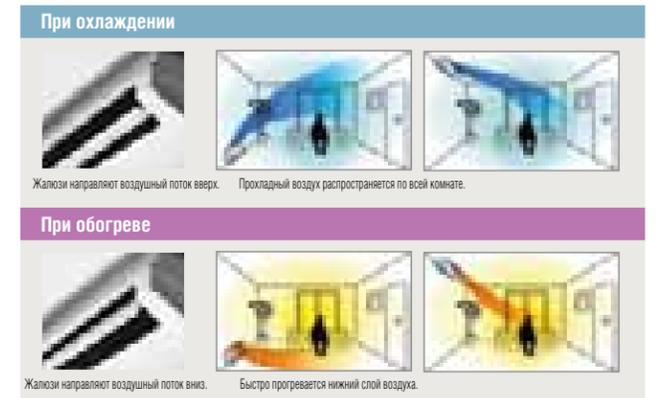 При охлаждении
Жалюзи направляют воздушный поток вверх.
Прохладный воздух распространяется по всей комнате.
При обогреве
Жалюзи направляют воздушный поток вниз.
Быстро прогревается нижний слой воздуха.